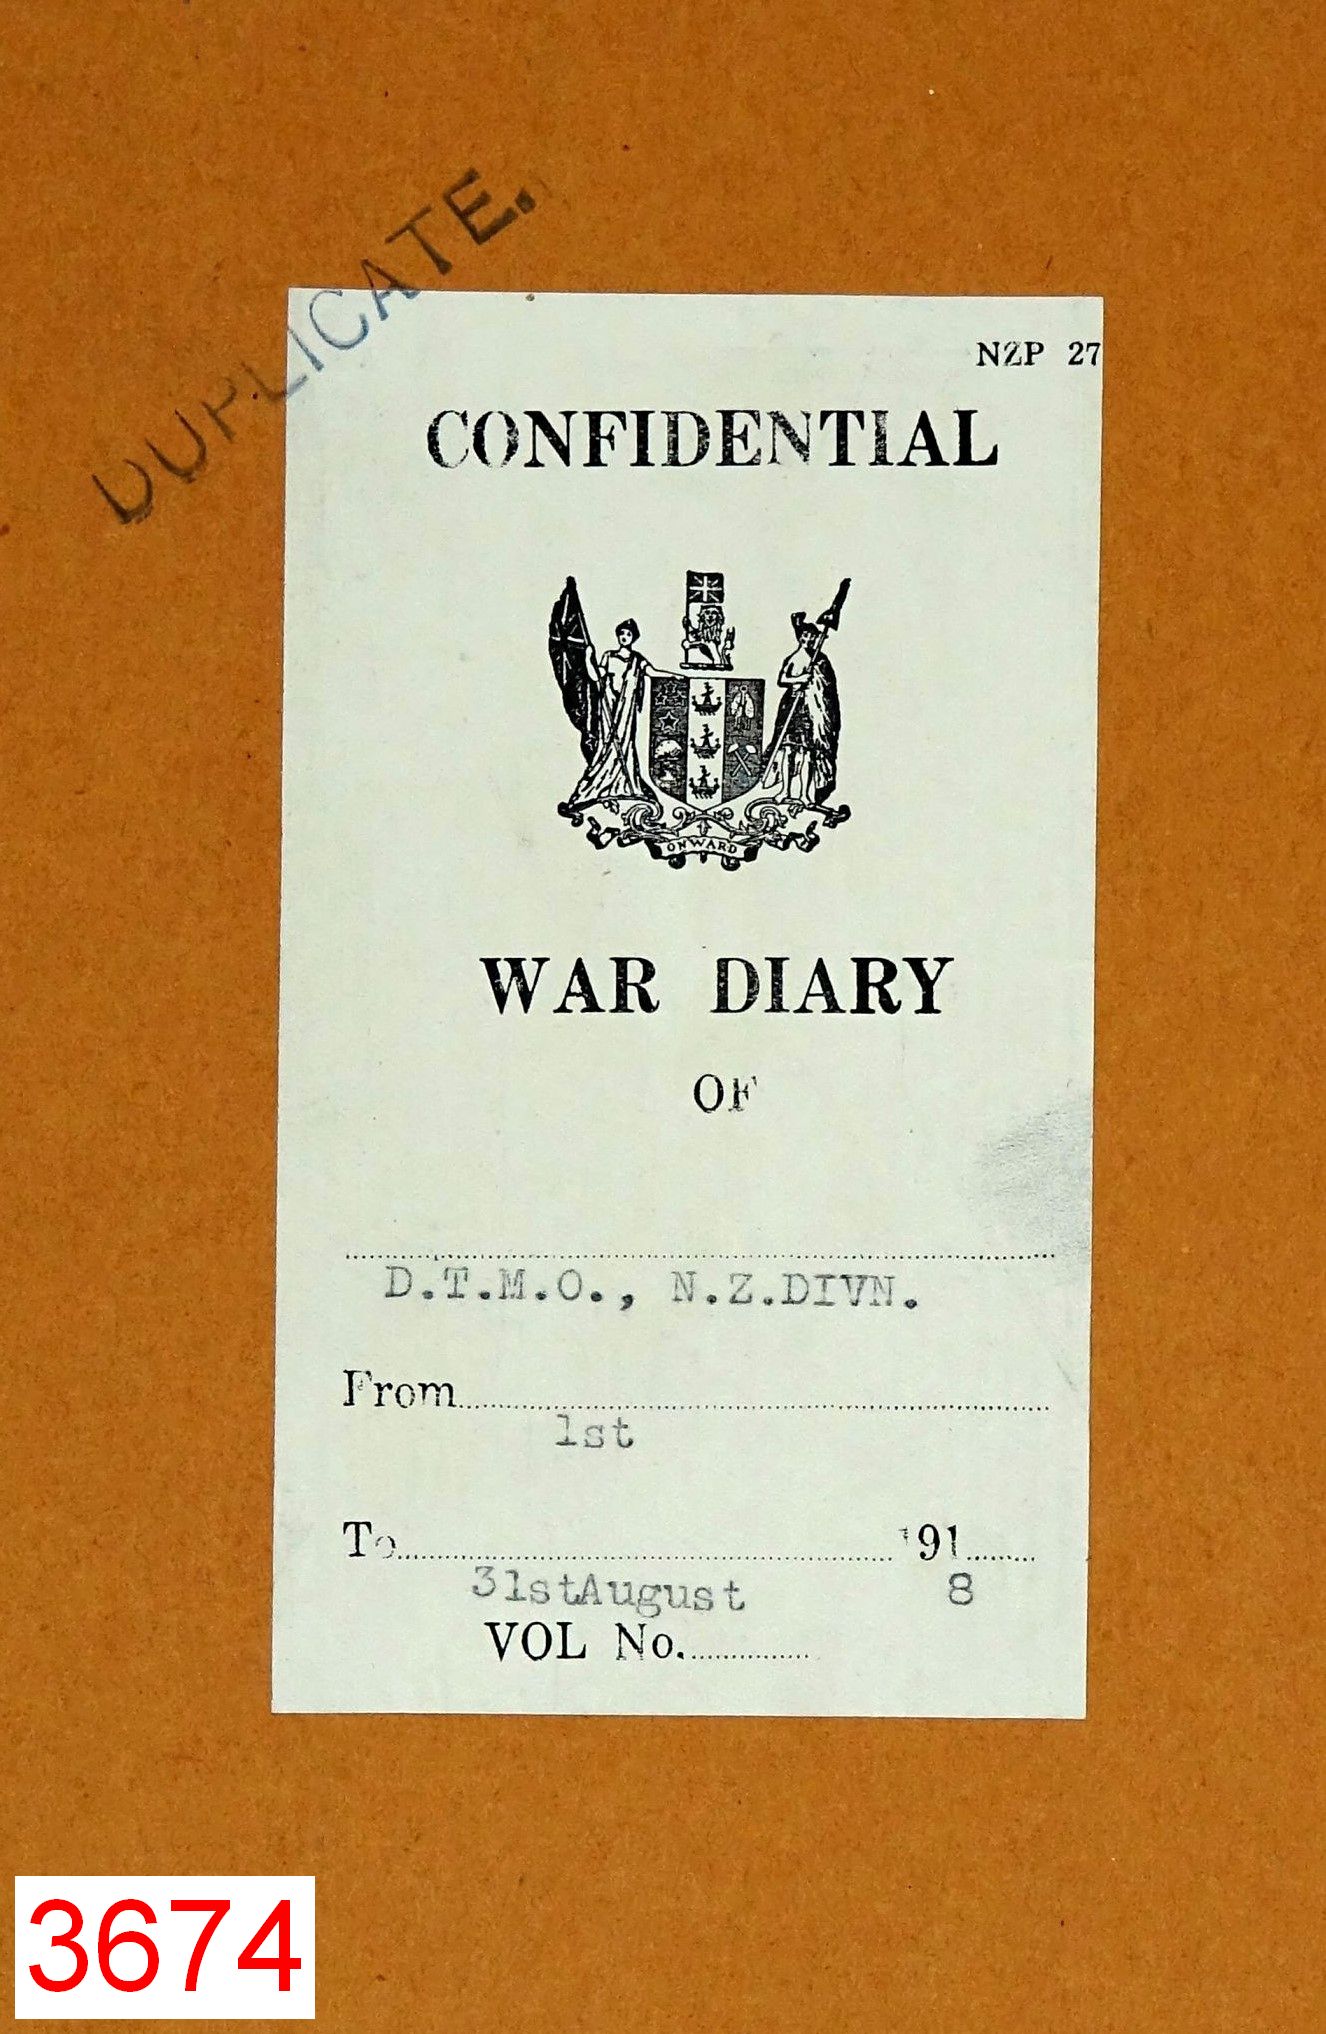 DUPLICATE.
NZP 27
CONFIDENTIAL
ONWARD
WAR DIARY
OF
D.T.M.O., N.Z.DIVN.
From
1st
To 191
31stAugust 8
VOL No.
3674